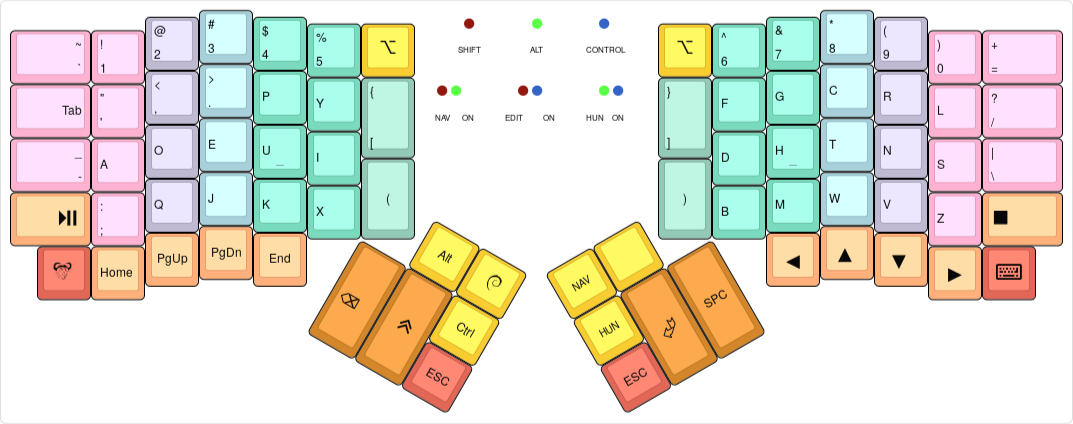 ~
`
!
1
@
2
#
3
$
4
%
5
⌥
SHIFT
ALT
CONTROL
⌥
^
6
&
7
*
8
(
9
)
0
+
=
Tab
"
,
<
,
>
.
P
Y
{
[
NAV ON
EDIT ON
HUN ON
}
]
F
G
C
R
L
?
/
_
-
A
O
E
U _
I
D
H _
T
N
S
|
\
:
;
Q
J
K
X
(
)
B
M
W
V
Z
Home
PgUp
PgDn
End
Alt
Ctrl
ESC
NAV
HUN
SPC
ESC